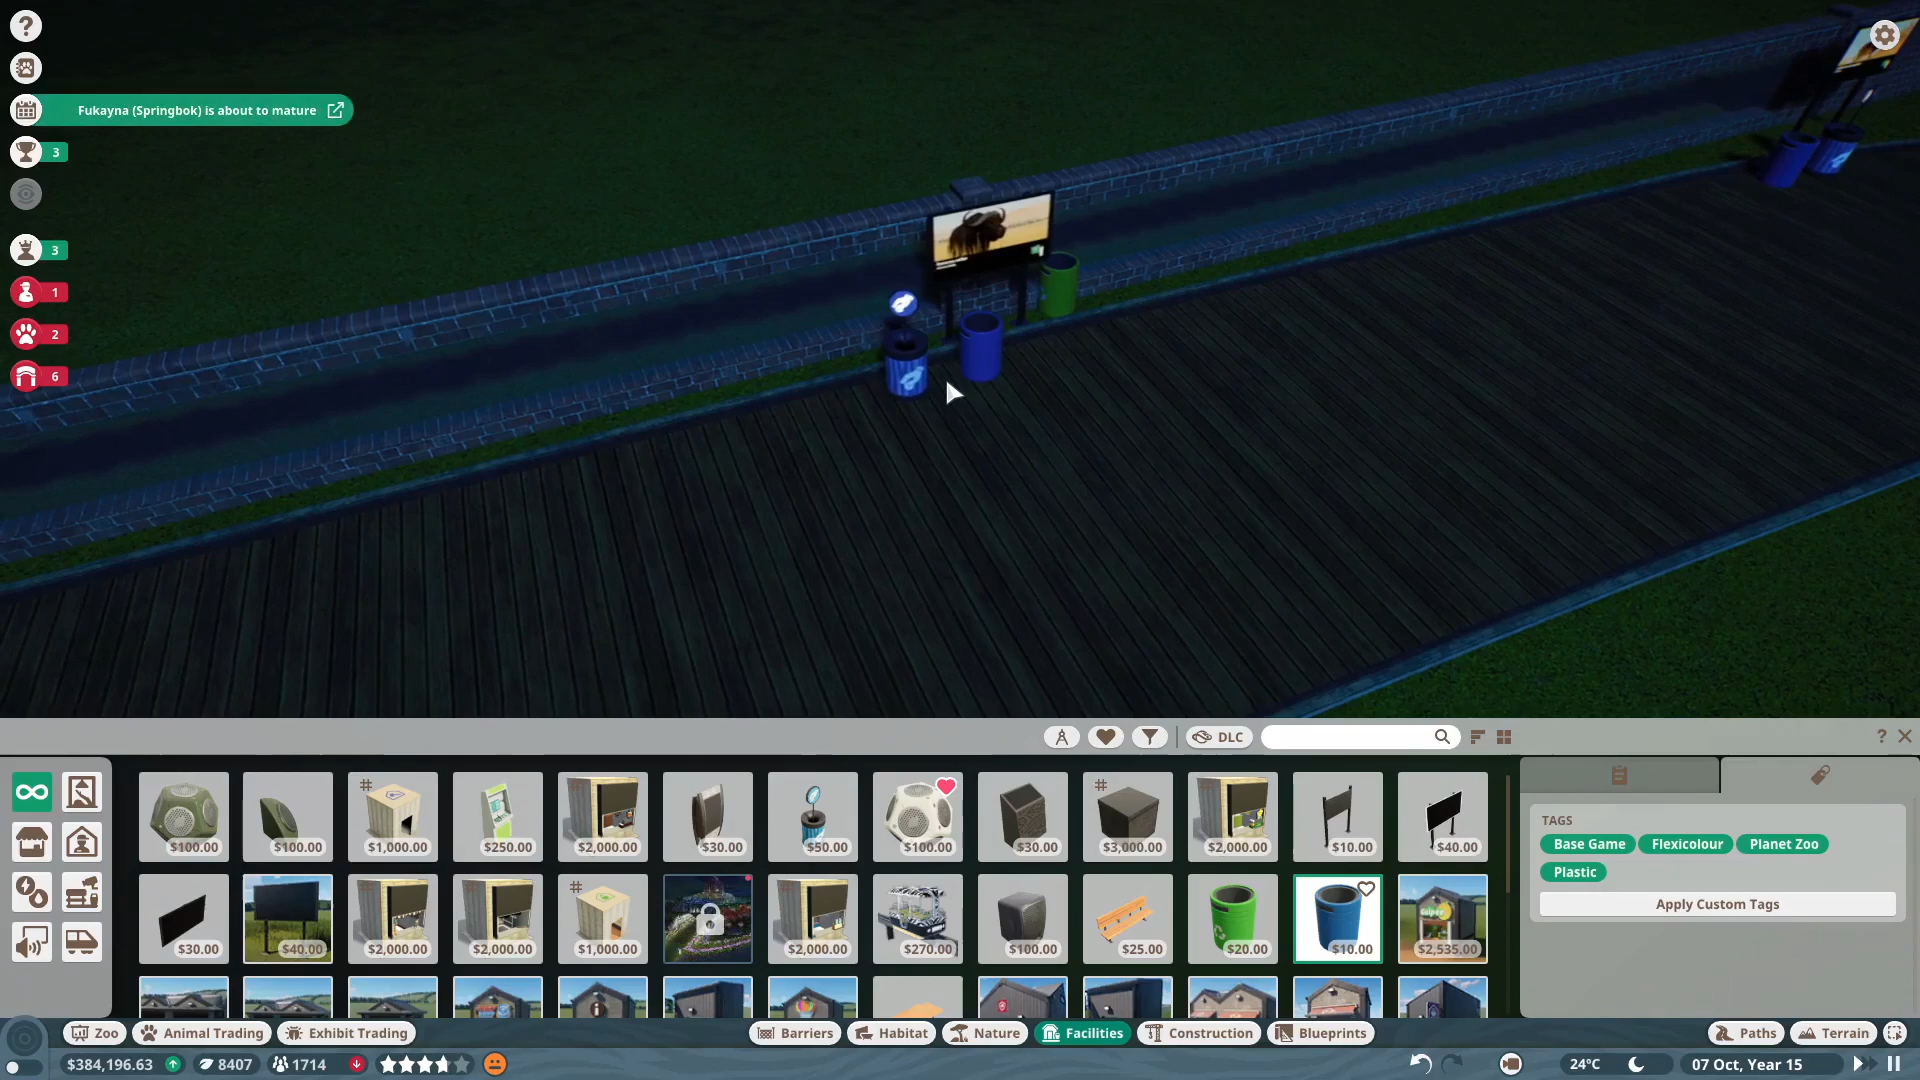 ?
Fukayna (Springbok) is about to mature
3
3
1
2
6
DLC
?
$100.00
$100.00
$1,000.00
$250.00
$2,000.00
$30.00
$50.00
$100.00
$30.00
$3,000.00
$2,000.00
$10.00
$40.00
$30.00
$40.00
$2,000.00
$2,000.00
$1,000.00
$2,000.00
$270.00
$100.00
$25.00
$20.00
$10.00
Gulpee
$2,535.00
TAGS
Base Game
Flexicolour
Planet Zoo
Plastic
Apply Custom Tags
Zoo
Animal Trading
Exhibit Trading
Barriers
Habitat
Nature
Facilities
Construction
Blueprints
Paths
Terrain
$384,196.63
8407
1714
24°C
07 Oct, Year 15